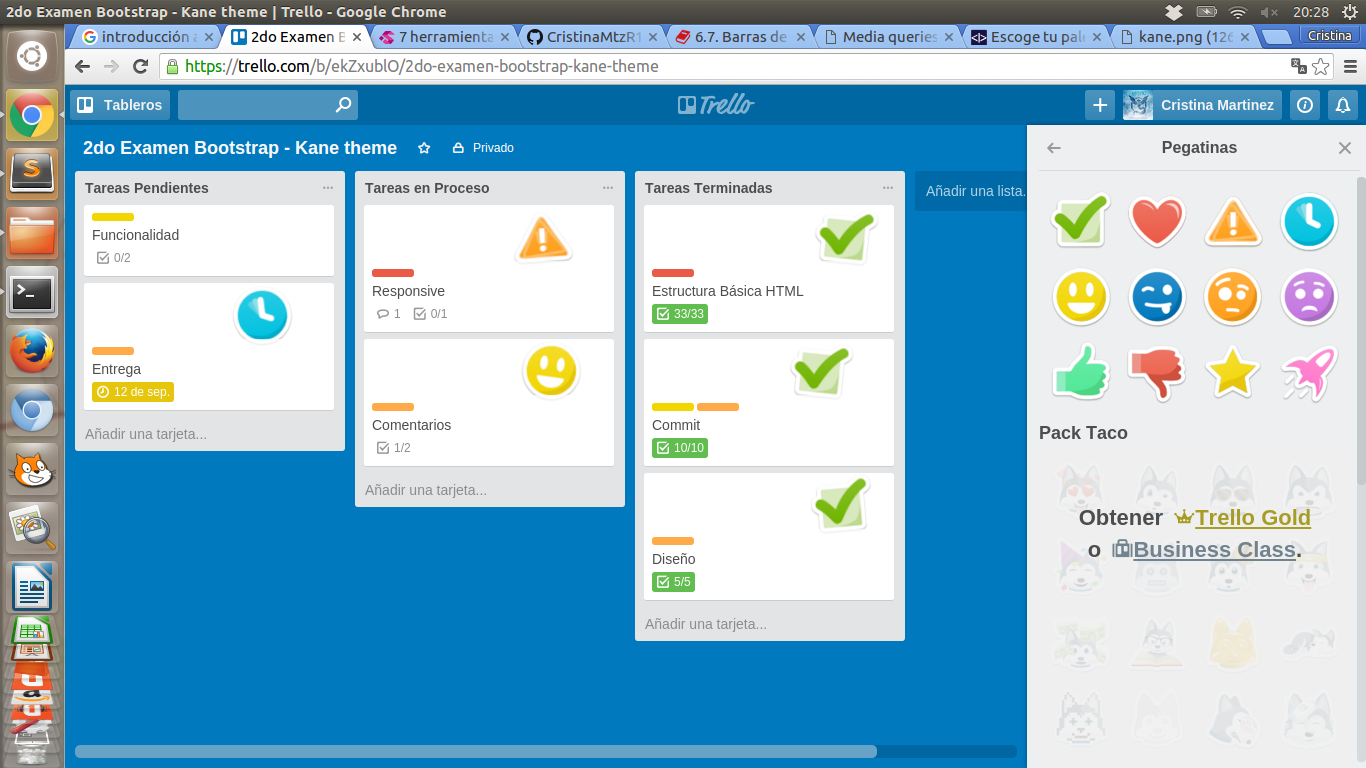 2do Examen Bootstrap - Kane theme | Trello - Google Chrome
20:28
introducción a
2do Examen B
7 herramienta
CristinaMtzR1
6.7. Barras de
Media queries
Escoge tu pal
kane.png (126
Cristina
https://trello.com/b/ekZxublO/2do-examen-bootstrap-kane-theme
Tableros
Trello
Cristina Martinez
2do Examen Bootstrap - Kane theme
Privado
Pegatinas
Tareas Pendientes
Funcionalidad
0/2
Entrega
12 de sep.
Añadir una tarjeta...
Tareas en Proceso
Responsive
1
0/1
Comentarios
1/2
Añadir una tarjeta...
Tareas Terminadas
Estructura Básica HTML
33/33
Commit
10/10
Diseño
5/5
Añadir una tarjeta...
Añadir una lista.
Pack Taco
Obtener Trello Gold
o Business Class.